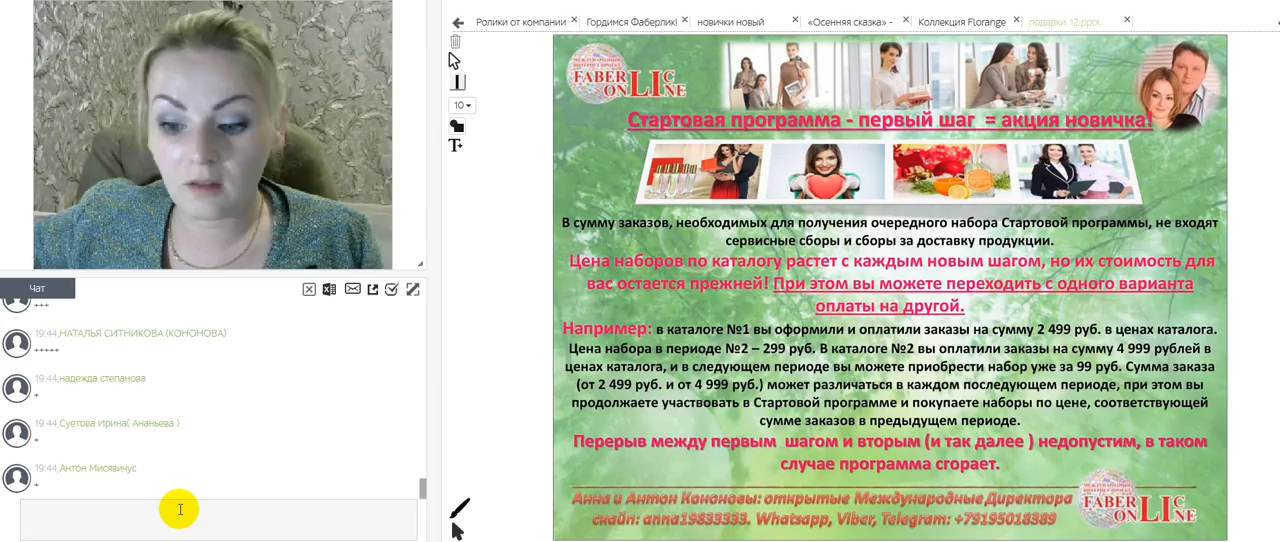 Ролики от компании
Гордимся Фаберлик!
новички новый
«Осенняя сказка» -
Коллекция Florange
подарки 12.pptx
10
T
МЕЖДУНАРОДНЫЙ
ИНТЕРНЕТ-ПРОЕКТ
FABERLIC
ONLINE
Стартовая программа - первый шаг = акция новичка!
В сумму заказов, необходимых для получения очередного набора Стартовой программы, не входят
сервисные сборы и сборы за доставку продукции.
Цена наборов по каталогу растет с каждым новым шагом, но их стоимость для
вас остается прежней! При этом вы можете переходить с одного варианта
оплаты на другой.
Например: в каталоге №1 вы оформили и оплатили заказы на сумму 2 499 руб. в ценах каталога.
Цена набора в периоде №2 – 299 руб. В каталоге №2 вы оплатили заказы на сумму 4 999 рублей в
ценах каталога, и в следующем периоде вы можете приобрести набор уже за 99 руб. Сумма заказа
(от 2 499 руб. и от 4 999 руб.) может различаться в каждом последующем периоде, при этом вы
продолжаете участвовать в Стартовой программе и покупаете наборы по цене, соответствующей
сумме заказов в предыдущем периоде.
Перерыв между первым шагом и вторым (и так далее ) недопустим, в таком
случае программа сгорает.
Анна и Антон Кононовы: открытые Международные Директора
скайп: anna19833333. Whatsapp, Viber, Telegram: +79195018389
МЕЖДУНАРОДНЫЙ
ИНТЕРНЕТ-ПРОЕКТ
FABERLIC
ONLINE
Чат
+++
19:44,НАТАЛЬЯ СИТНИКОВА (КОНОНОВА)
+++++
19:44,надежда степанова
+
19:44,Суетова Ирина( Ананьева )
+
19:44,Антон Мисявичус
+